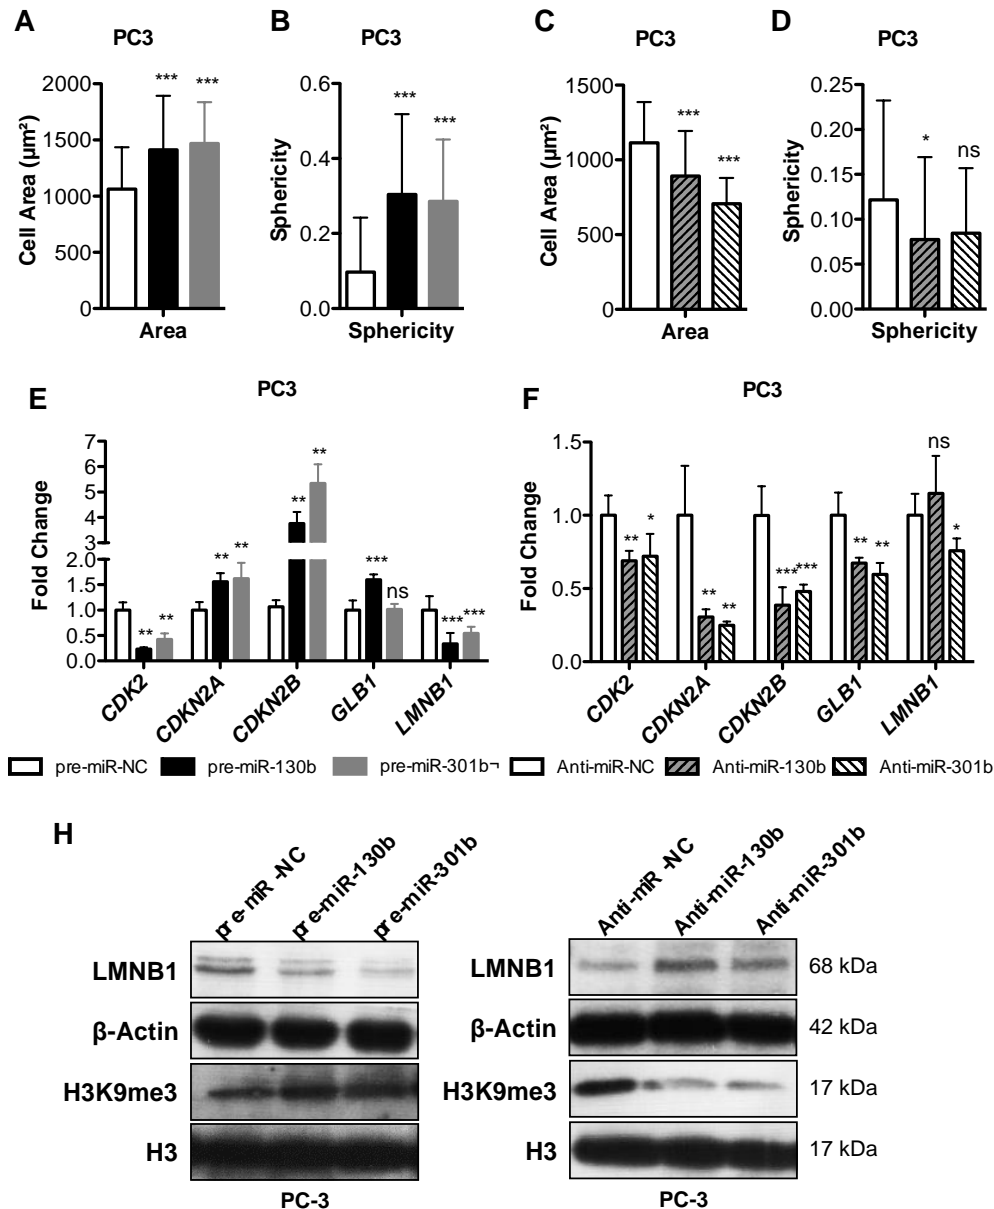 A
PC3
Cell Area (µm²)
2000
1500
1000
500
0
***
***
Area
B
PC3
Sphericity
0.6
0.4
0.2
0.0
***
***
Sphericity
C
PC3
Cell Area (µm²)
1500
1000
500
0
***
***
Area
D
PC3
Sphericity
0.25
0.20
0.15
0.10
0.05
0.00
*
ns
Sphericity
E
PC3
Fold Change
7
6
5
4
3
2.0
1.5
1.0
0.5
0.0
** **
** **
** **
*** ns
*** ***
CDK2
CDKN2A
CDKN2B
GLB1
LMNB1
F
PC3
Fold Change
1.5
1.0
0.5
0.0
** *
** **
*** ***
** **
ns *
CDK2
CDKN2A
CDKN2B
GLB1
LMNB1
pre-miR-NC pre-miR-130b pre-miR-301b¬ Anti-miR-NC Anti-miR-130b Anti-miR-301b
H
pre-miR -NC
pre-miR-130b
pre-miR-301b
LMNB1
β-Actin
H3K9me3
H3
PC-3
Anti-miR -NC
Anti-miR-130b
Anti-miR-301b
LMNB1 68 kDa
β-Actin 42 kDa
H3K9me3 17 kDa
H3 17 kDa
PC-3